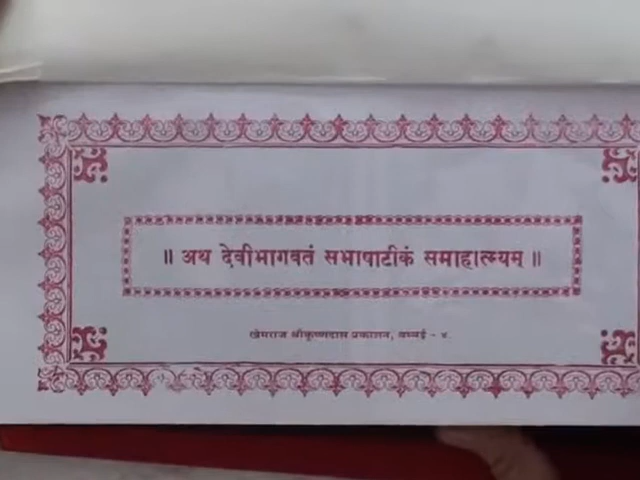 ॥ अथ देवीभागवतं सभाषाटीकं समाहात्म्यम् ॥
खेमराज श्रीकृष्णदास प्रकाशन, बम्बई - ४.